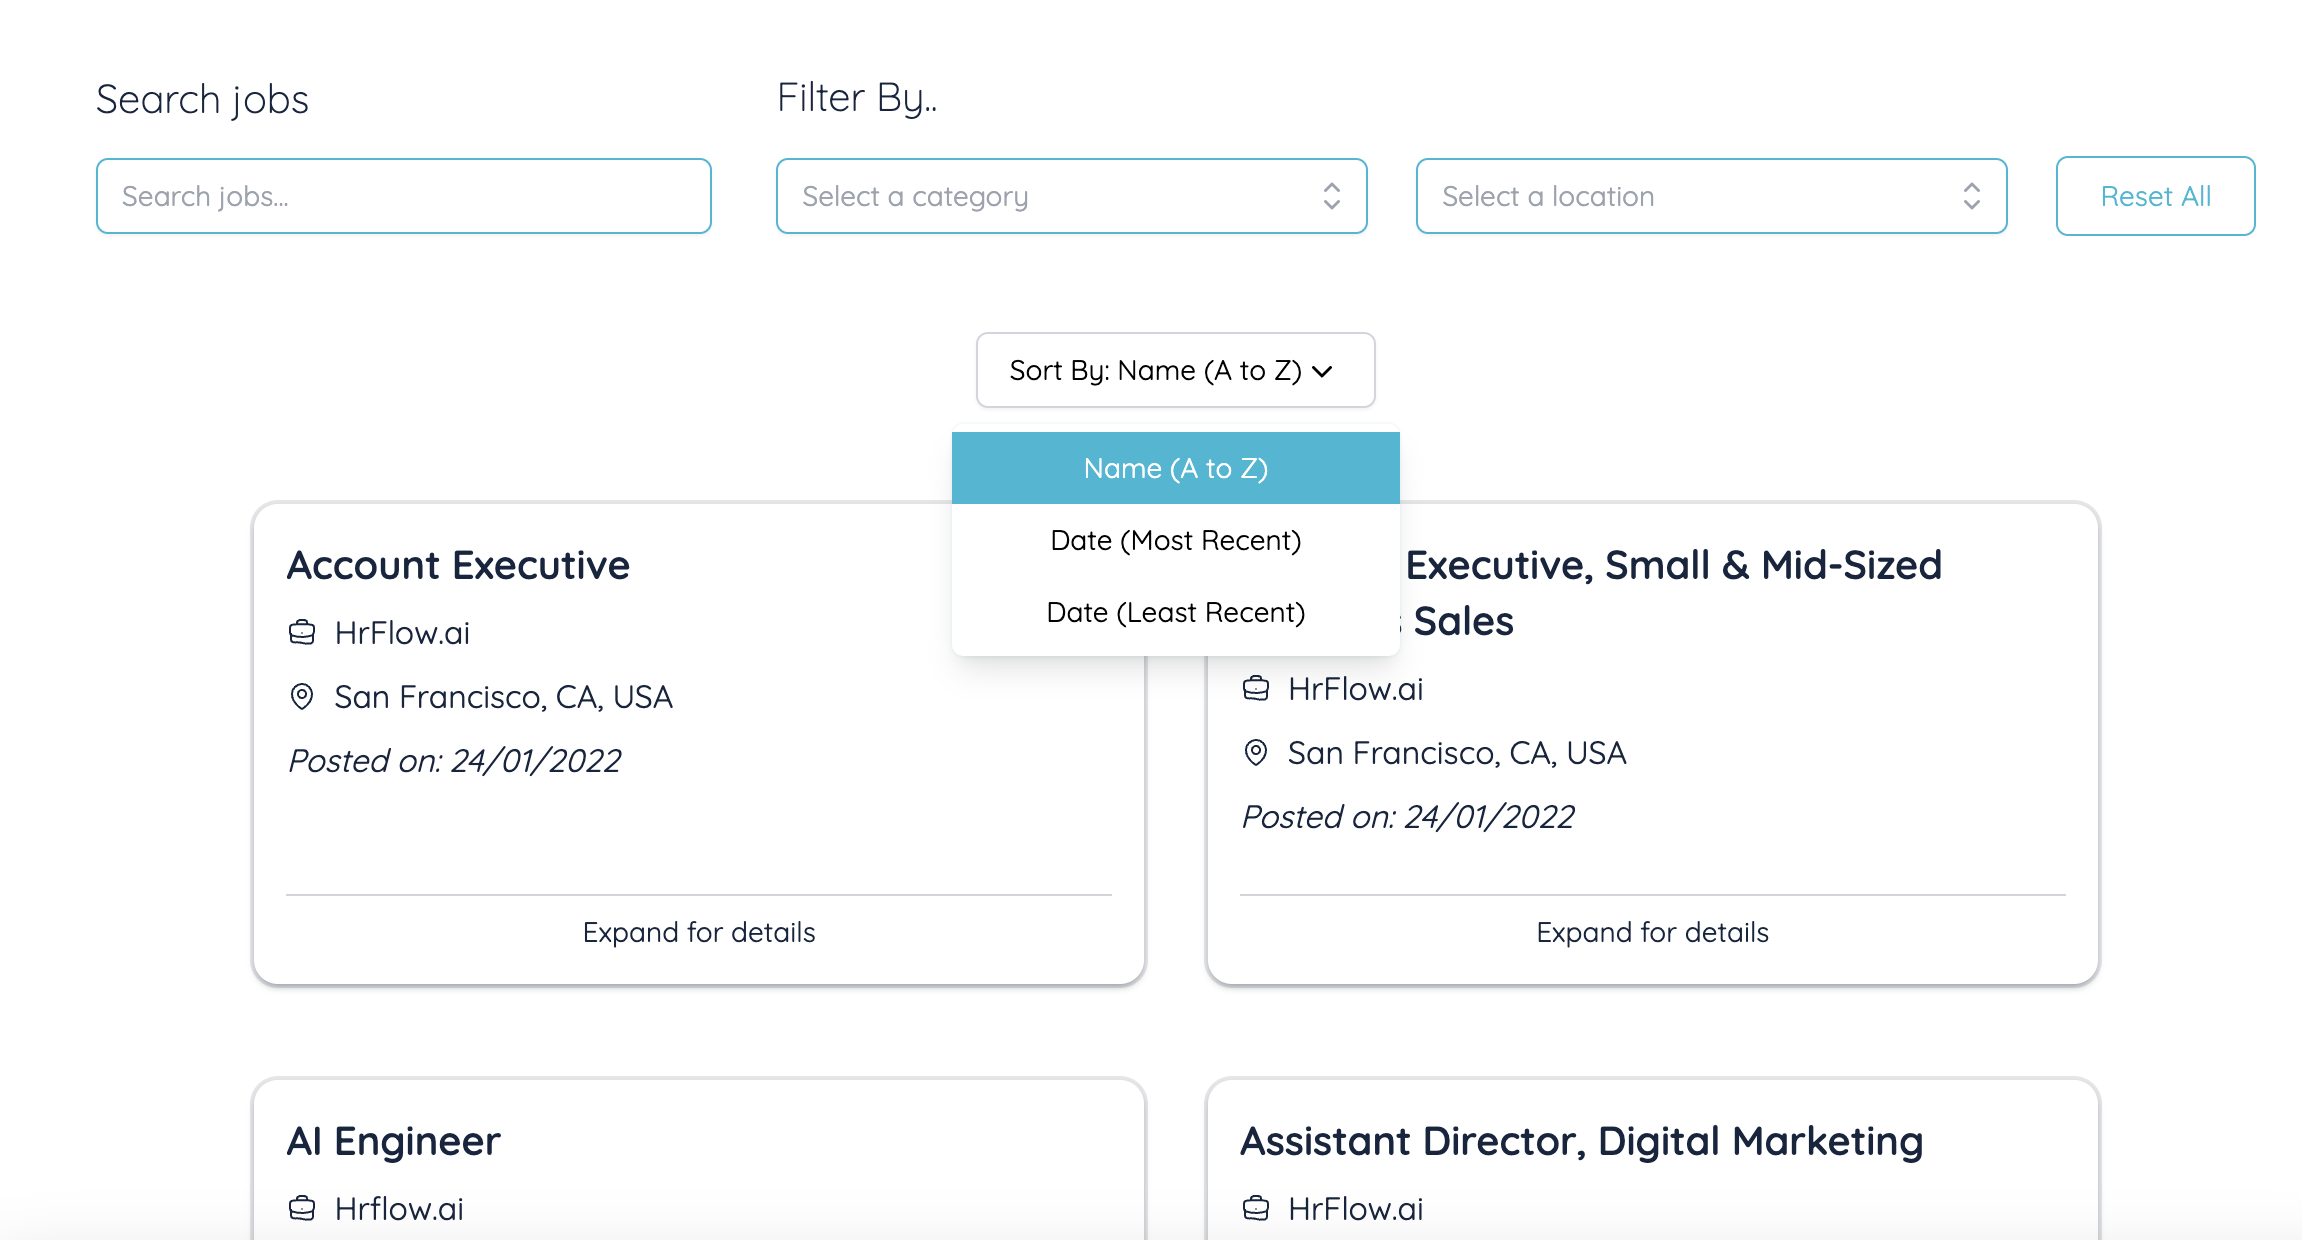 Search jobs
Filter By..
Search jobs...
Select a category
Select a location
Reset All
Sort By: Name (A to Z)
Name (A to Z)
Date (Most Recent)
Date (Least Recent)
Account Executive
HrFlow.ai
San Francisco, CA, USA
Posted on: 24/01/2022
Expand for details
Executive, Small & Mid-Sized
Sales
HrFlow.ai
San Francisco, CA, USA
Posted on: 24/01/2022
Expand for details
AI Engineer
Hrflow.ai
Assistant Director, Digital Marketing
HrFlow.ai